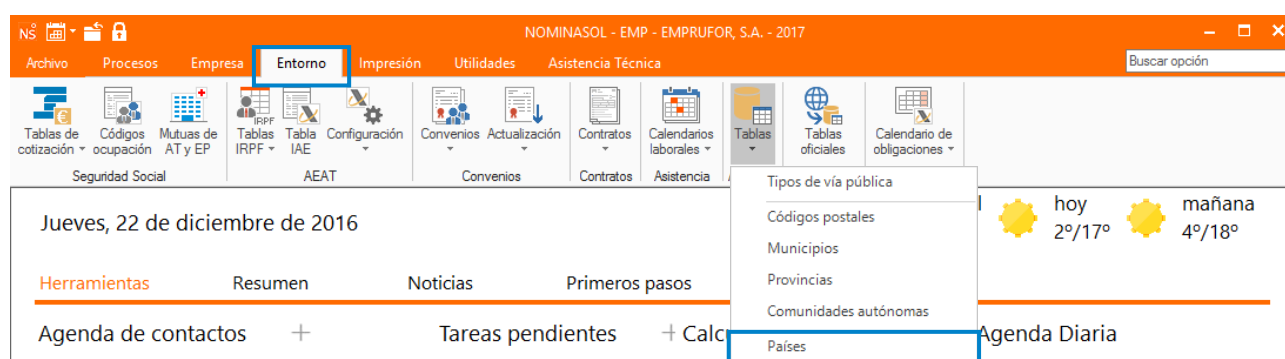 NS NOMINASOL - EMP - EMPRUFOR, S.A. - 2017
Archivo Procesos Empresa Entorno Impresión Utilidades Asistencia Técnica Buscar opción
Tablas de cotización
Códigos ocupación
Mutuas de AT y EP
IRPF
Tablas IRPF
Tabla IAE
Configuración
Convenios
Actualización
Contratos
Calendarios laborales
Tablas
Tablas oficiales
Calendario de obligaciones
Seguridad Social AEAT Convenios Contratos Asistencia
Tipos de vía pública
Códigos postales
Municipios
Provincias
Comunidades autónomas
Países
Jueves, 22 de diciembre de 2016
hoy
2º/17º
mañana
4º/18º
Herramientas Resumen Noticias Primeros pasos
Agenda de contactos + Tareas pendientes + Agenda Diaria